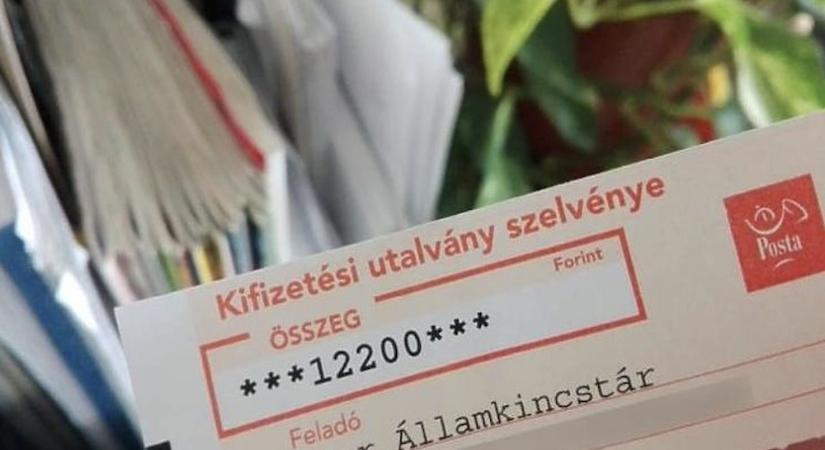 Kifizetési utalvány szelvénye
Posta
Forint
ÖSSZEG
***12200***
Feladó
Államkincstár